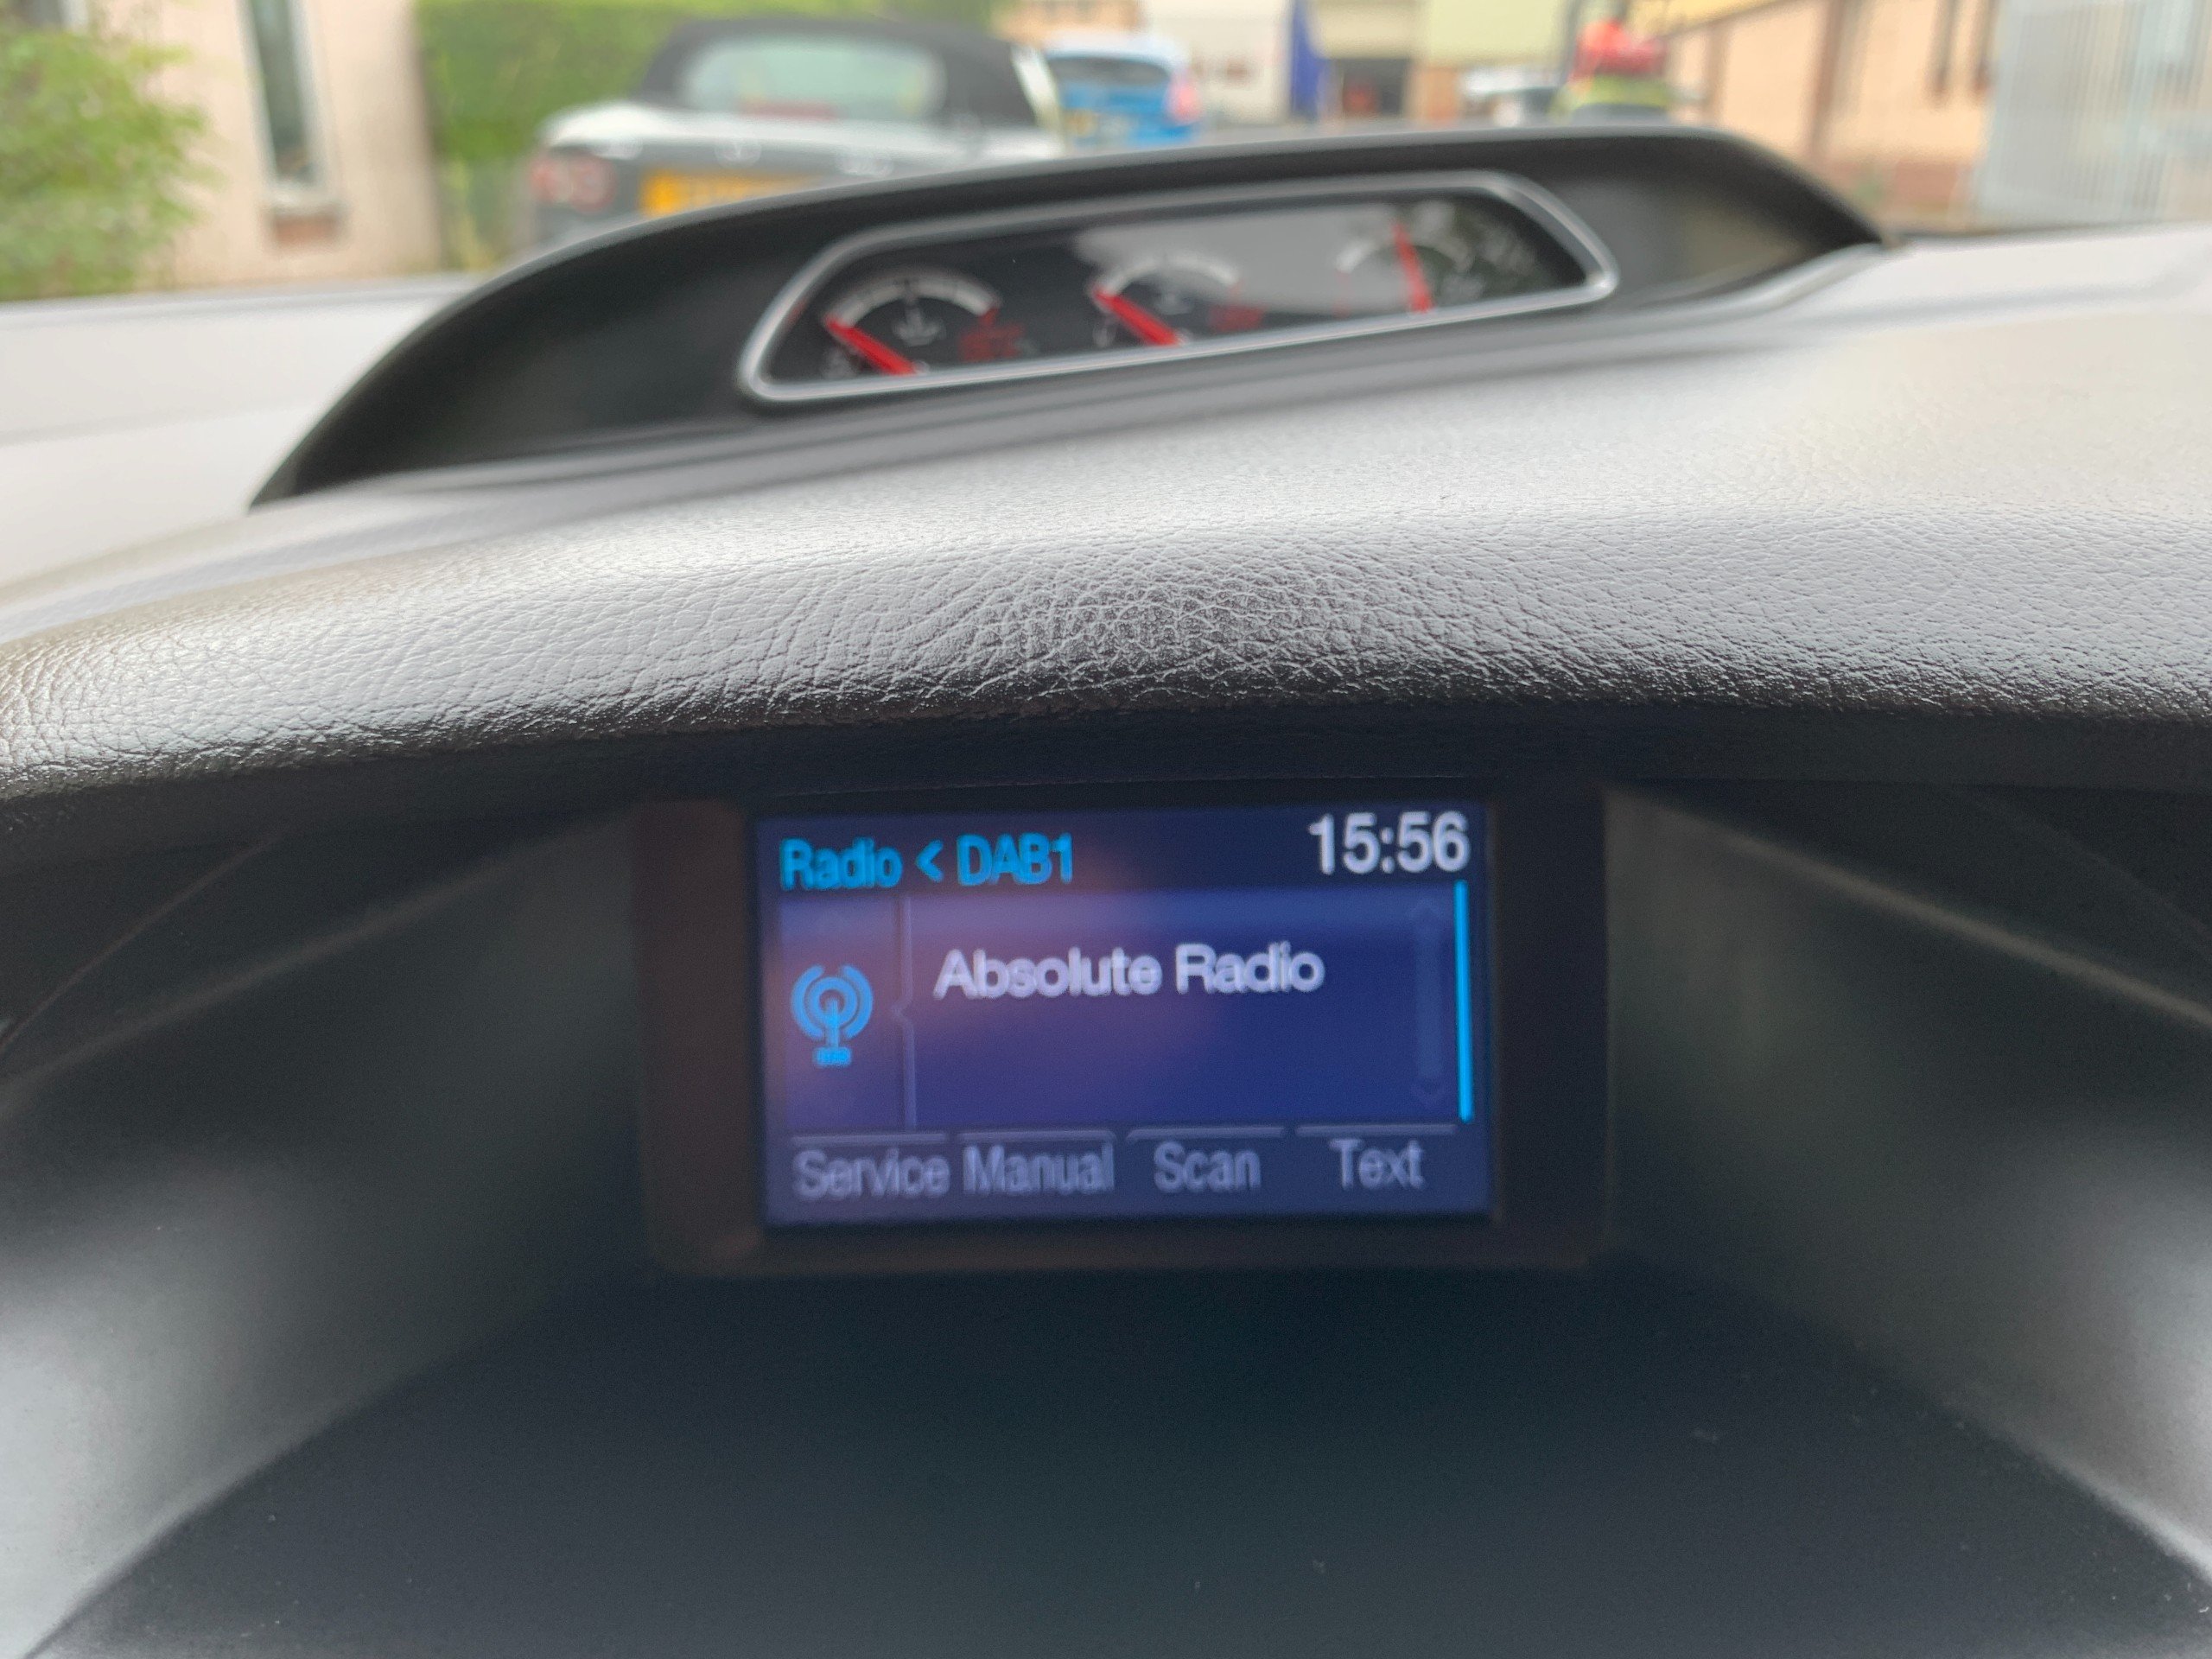 Radio < DAB1 15:56
Absolute Radio
Service Manual Scan Text